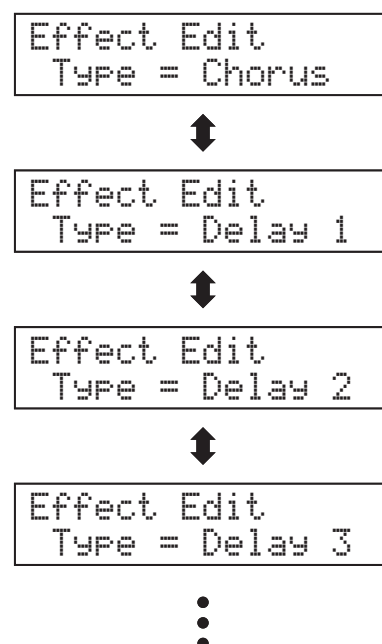 Effect Edit
Type = Chorus
Effect Edit
Type = Delay 1
Effect Edit
Type = Delay 2
Effect Edit
Type = Delay 3